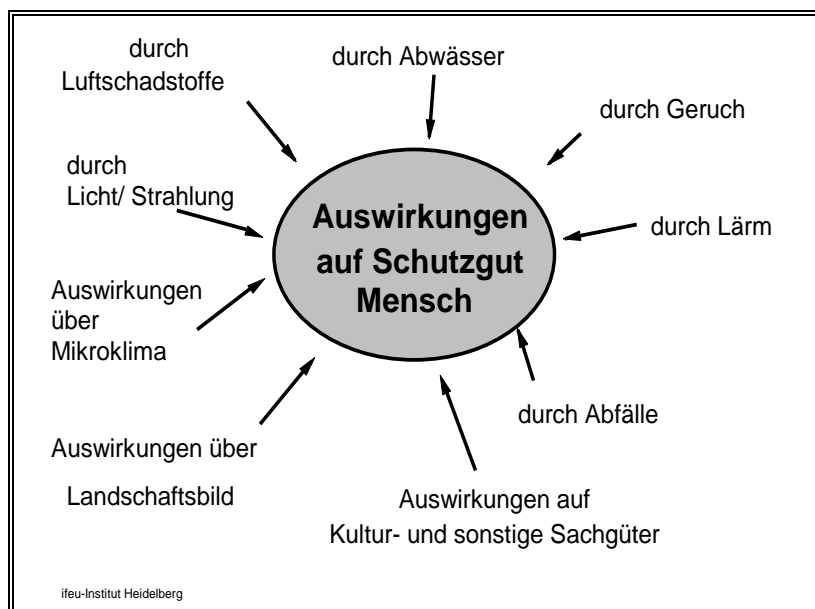 durch
Luftschadstoffe
durch Abwässer
durch Geruch
durch
Licht/ Strahlung
Auswirkungen
auf Schutzgut
Mensch
durch Lärm
Auswirkungen
über
Mikroklima
durch Abfälle
Auswirkungen über
Landschaftsbild
Auswirkungen auf
Kultur- und sonstige Sachgüter
ifeu-Institut Heidelberg